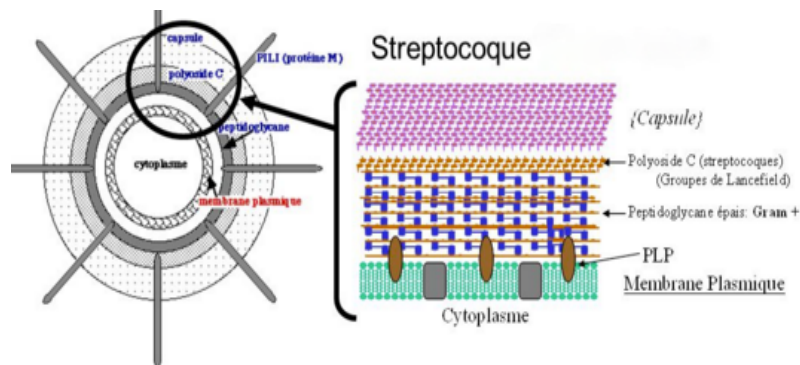 capsule
polyoside C
PILI (protéine M)
peptidoglycane
cytoplasme
membrane plasmique
Streptocoque
{Capsule}
Polyoside C (streptocoques)
(Groupes de Lancefield)
Peptidoglycane épais: Gram +
PLP
Membrane Plasmique
Cytoplasme